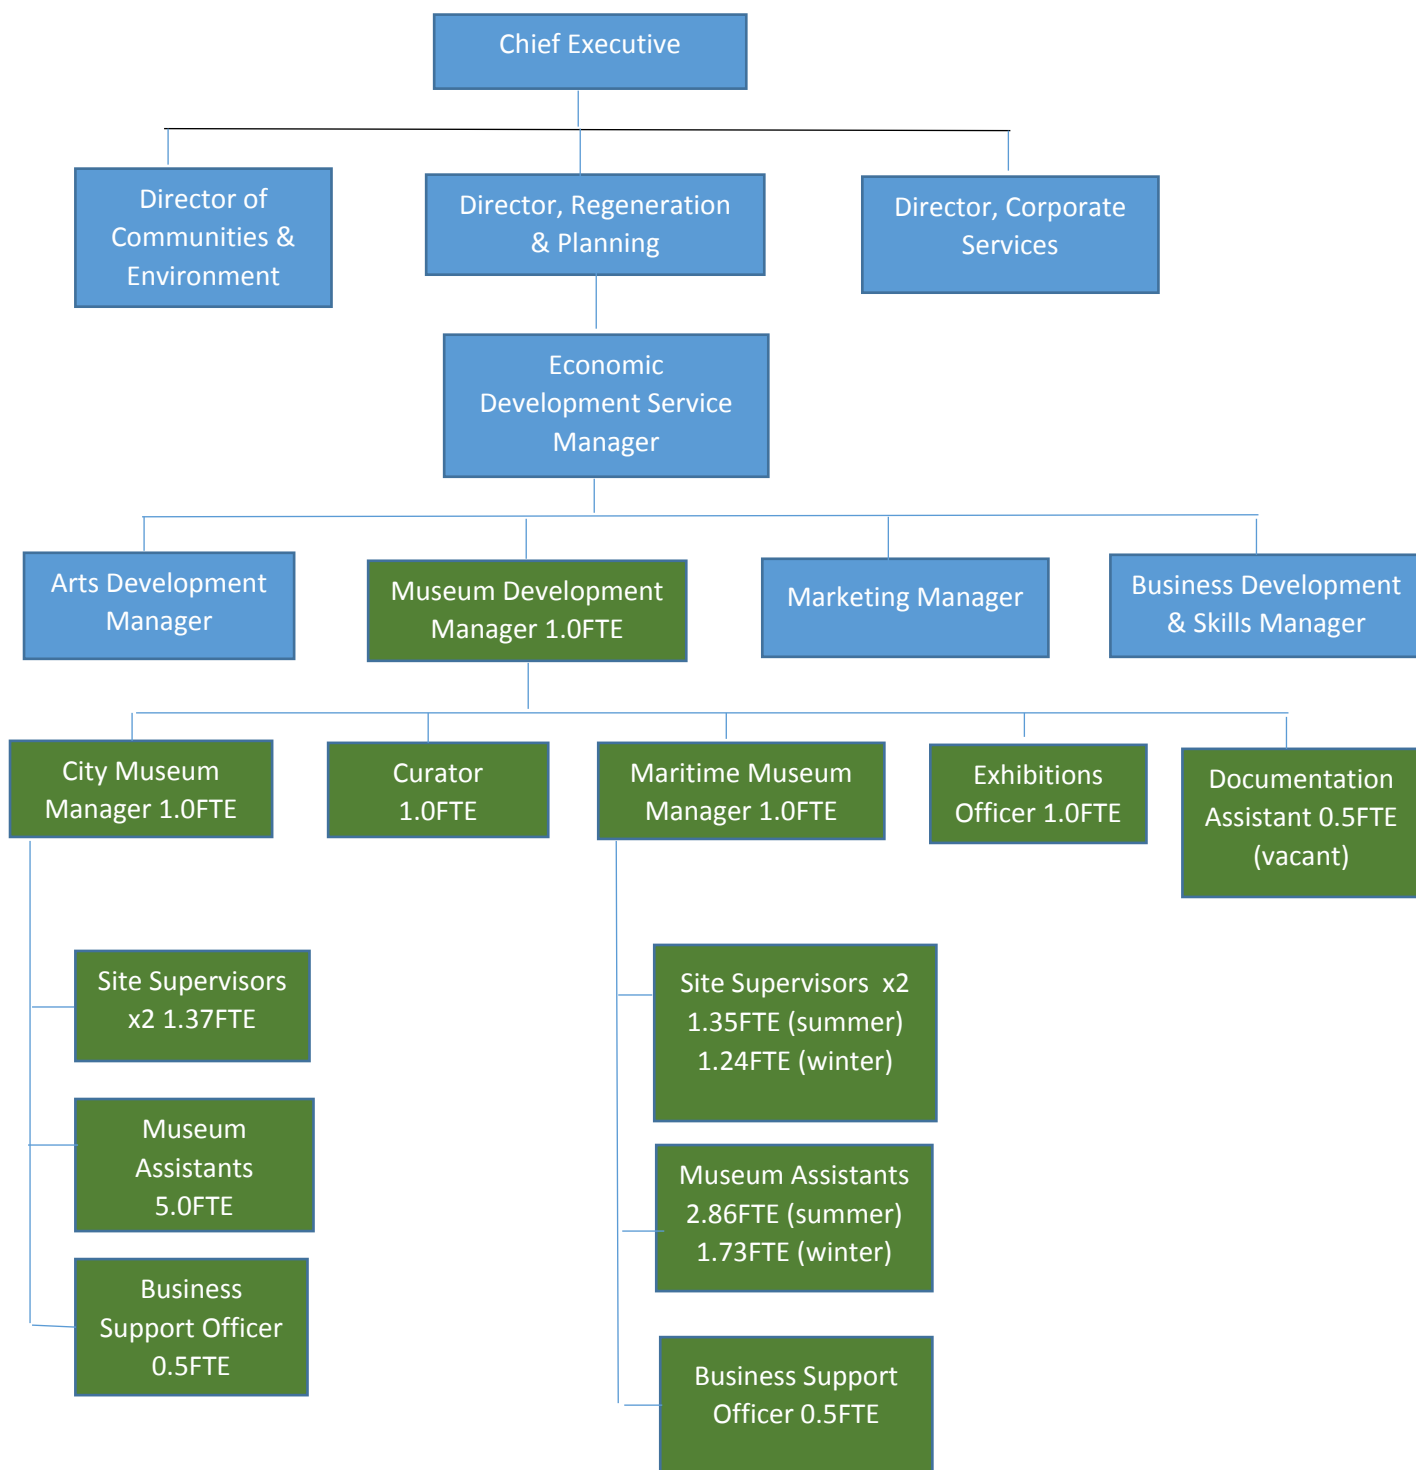 Chief Executive
Director of
Communities &
Environment
Director, Regeneration
& Planning
Director, Corporate
Services
Economic
Development Service
Manager
Arts Development
Manager
Museum Development
Manager 1.0FTE
Marketing Manager
Business Development
& Skills Manager
City Museum
Manager 1.0FTE
Curator
1.0FTE
Maritime Museum
Manager 1.0FTE
Exhibitions
Officer 1.0FTE
Documentation
Assistant 0.5FTE
(vacant)
Site Supervisors
x2 1.37FTE
Museum
Assistants
5.0FTE
Business
Support Officer
0.5FTE
Site Supervisors  x2
1.35FTE (summer)
1.24FTE (winter)
Museum Assistants
2.86FTE (summer)
1.73FTE (winter)
Business Support
Officer 0.5FTE